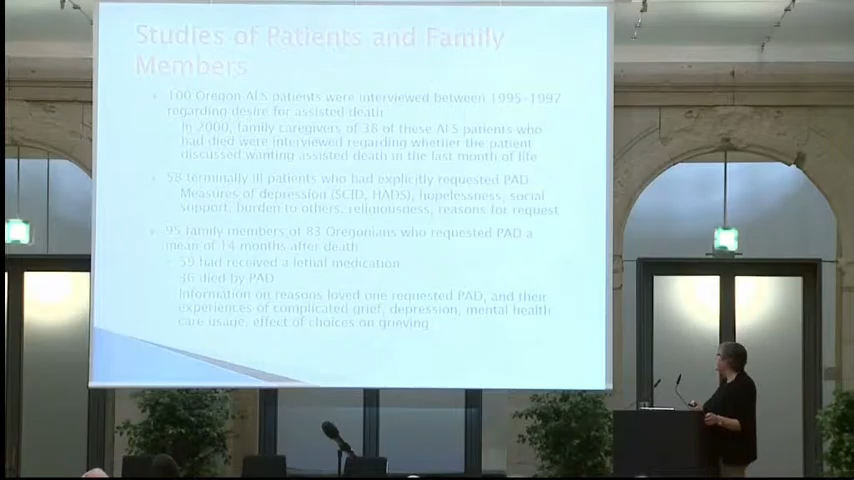 Studies of Patients and Family
Members
100 Oregon ALS patients were interviewed between 1995-1997
regarding desire for assisted death
In 2000, family caregivers of 38 of these ALS patients who
had died were interviewed regarding whether the patient
discussed wanting assisted death in the last month of life
58 terminally ill patients who had explicitly requested PAD
Measures of depression (SCID, HADS), hopelessness, social
support, burden to others, religiousness, reasons for request
95 family members of 83 Oregonians who requested PAD a
mean of 14 months after death
59 had received a lethal medication
36 died by PAD
Information on reasons loved one requested PAD, and their
experiences of complicated grief, depression, mental health
care usage, effect of choices on grieving